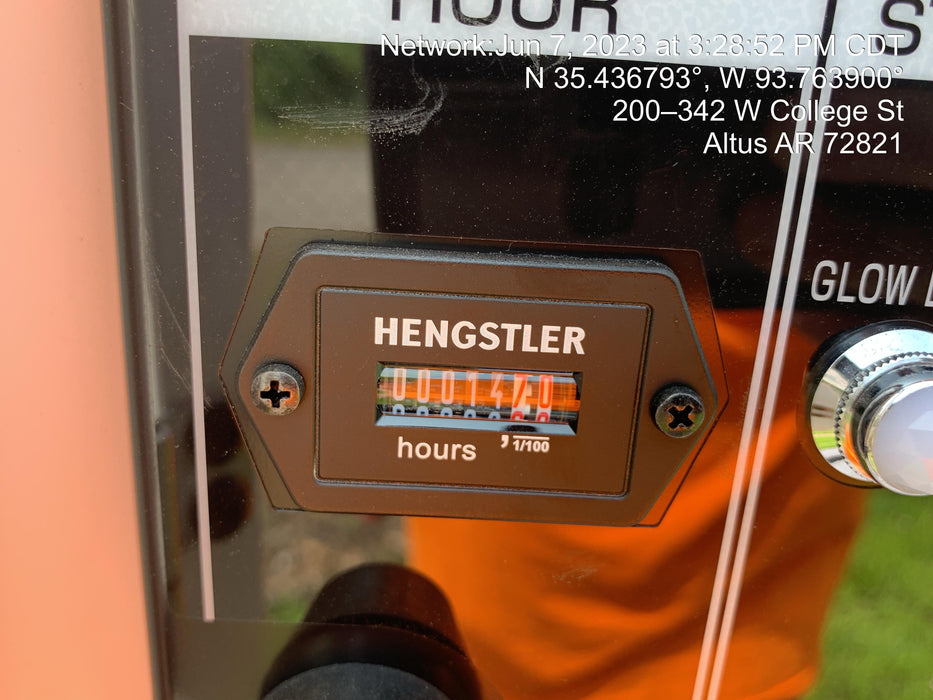 HOUR
Network:Jun 7, 2023 at 3:28:52 PM CDT
N 35.436793°, W 93.763900°
200–342 W College St
Altus AR 72821
GLOW
HENGSTLER
00014
hours
, 1/100